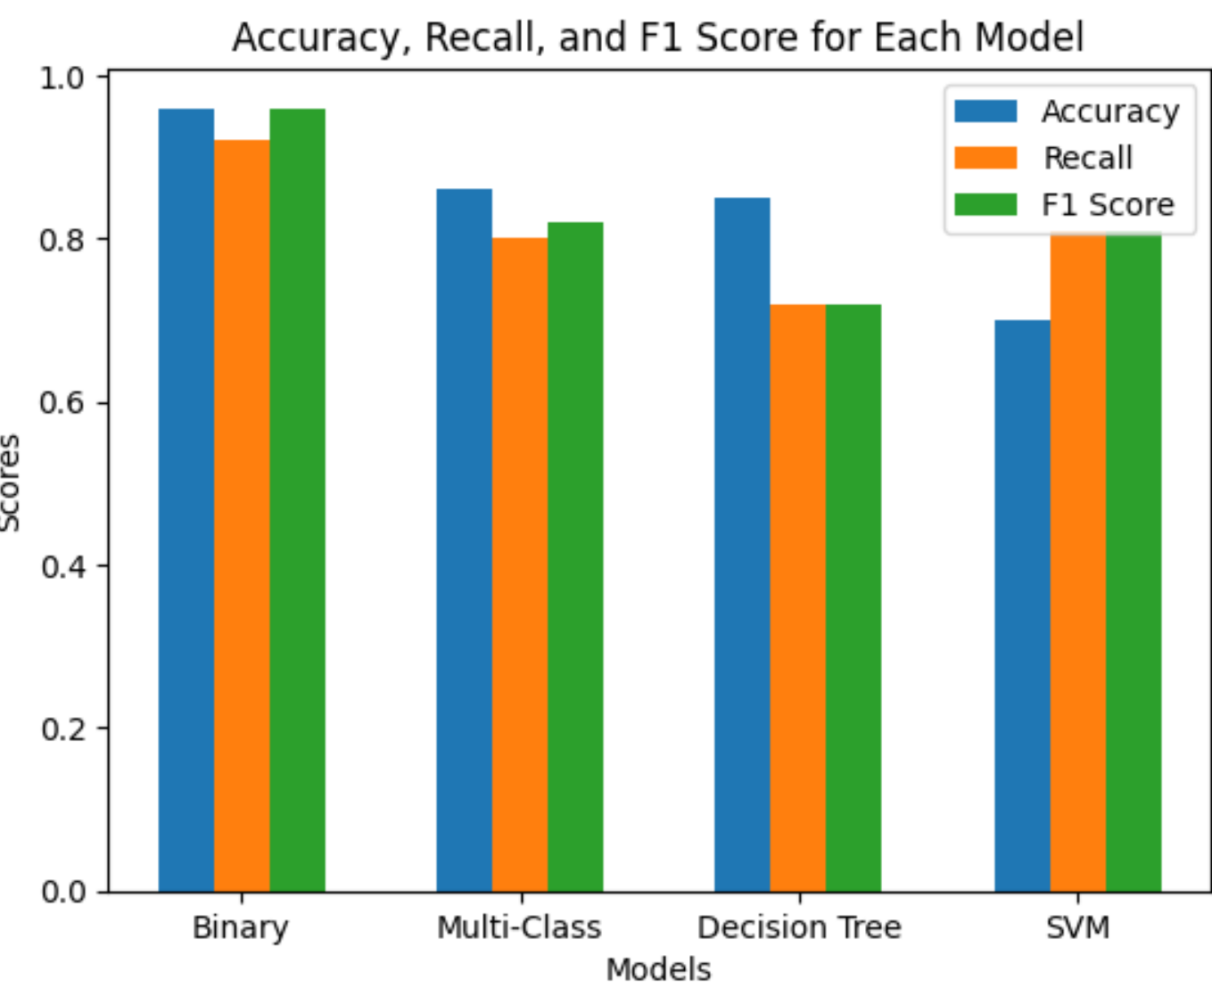 Accuracy, Recall, and F1 Score for Each Model
1.0
0.8
0.6
0.4
0.2
0.0
Scores
Accuracy
Recall
F1 Score
Binary
Multi-Class
Decision Tree
SVM
Models